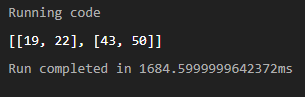 Running code
[[19, 22], [43, 50]]
Run completed in 1684.5999999642372ms